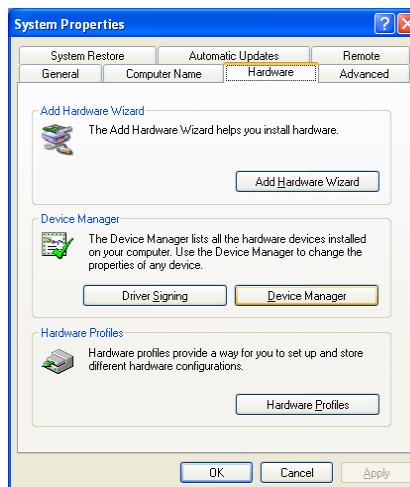 System Properties
System Restore Automatic Updates Remote
General Computer Name Hardware Advanced
Add Hardware Wizard
The Add Hardware Wizard helps you install hardware.
Add Hardware Wizard
Device Manager
The Device Manager lists all the hardware devices installed
on your computer. Use the Device Manager to change the
properties of any device.
Driver Signing Device Manager
Hardware Profiles
Hardware profiles provide a way for you to set up and store
different hardware configurations.
Hardware Profiles
OK Cancel Apply